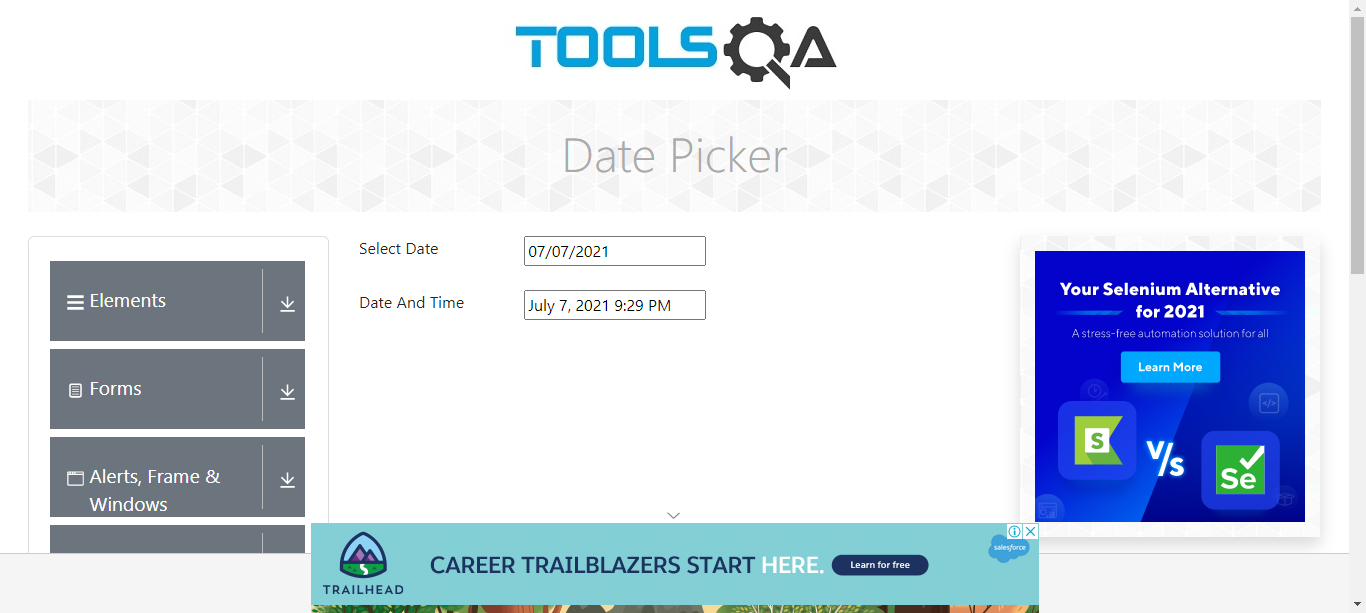 TOOLSQA
Date Picker
Elements
Forms
Alerts, Frame &
Windows
Select Date
07/07/2021
Date And Time
July 7, 2021 9:29 PM
Your Selenium Alternative
for 2021
A stress-free automation solution for all
Learn More
S
V/s
Se
TRAILHEAD
CAREER TRAILBLAZERS START HERE.
Learn for free
salesforce